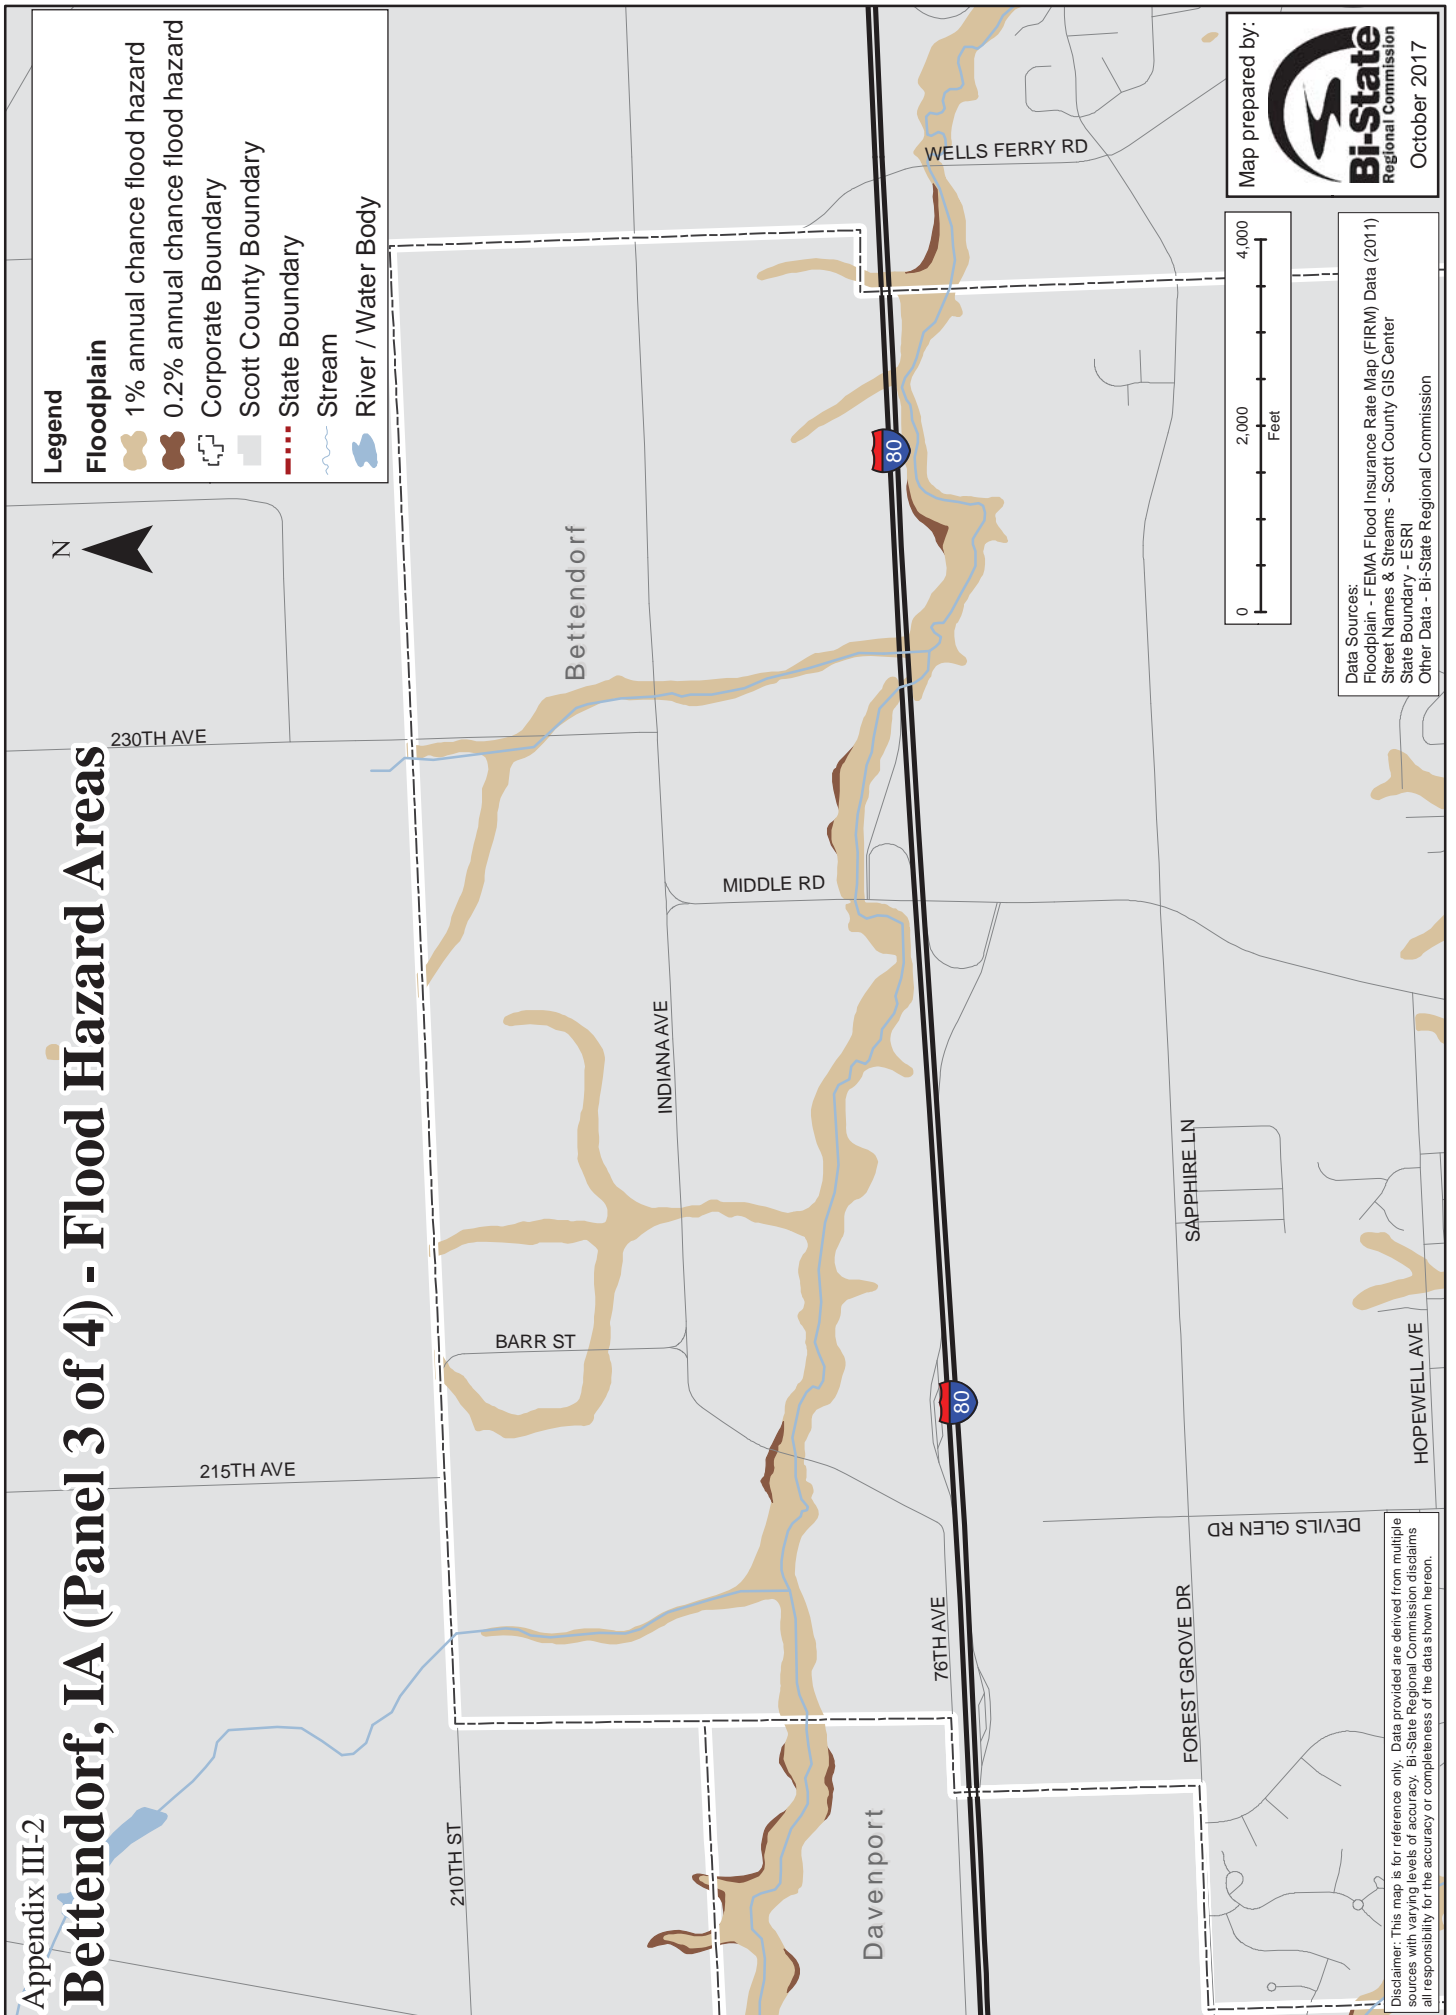 Appendix III-2
Bettendorf, IA (Panel 3 of 4) - Flood Hazard Areas
N
Legend
Floodplain
1% annual chance flood hazard
0.2% annual chance flood hazard
Corporate Boundary
Scott County Boundary
State Boundary
Stream
River / Water Body
215TH AVE
230TH AVE
210TH ST
BARR ST
Bettendorf
INDIANA AVE
MIDDLE RD
Davenport
80
80
WELLS FERRY RD
76TH AVE
FOREST GROVE DR
SAPPHIRE LN
DEVILS GLEN RD
HOPEWELL AVE
0 2,000 4,000
Feet
Map prepared by:
Bi-State
Regional Commission
October 2017
Data Sources:
Floodplain - FEMA Flood Insurance Rate Map (FIRM) Data (2011)
Street Names & Streams - Scott County GIS Center
State Boundary - ESRI
Other Data - Bi-State Regional Commission
Disclaimer: This map is for reference only. Data provided are derived from multiple
sources with varying levels of accuracy. Bi-State Regional Commission disclaims
all responsibility for the accuracy or completeness of the data shown hereon.